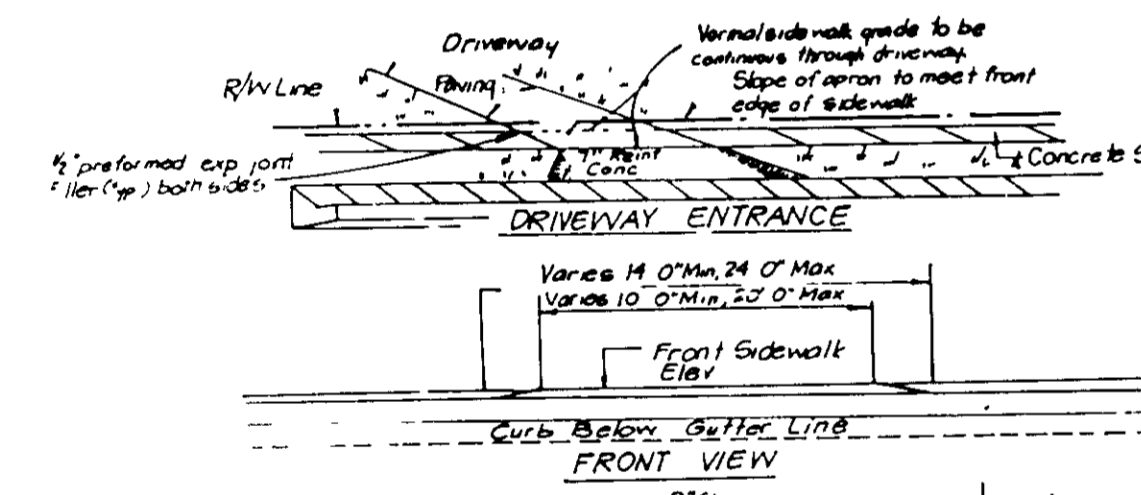 Driveway
Normal sidewalk grade to be
continuous through driveway
Slope of apron to meet front
edge of sidewalk
R/W Line
Paving
1/2" preformed exp joint
filler (typ) both sides
7" Reint
Conc
Concrete S
DRIVEWAY ENTRANCE
Varies 14 0" Min, 24 0" Max
Varies 10 0" Min, 20 0" Max
Front Sidewalk
Elev
Curb Below Gutter Line
FRONT VIEW